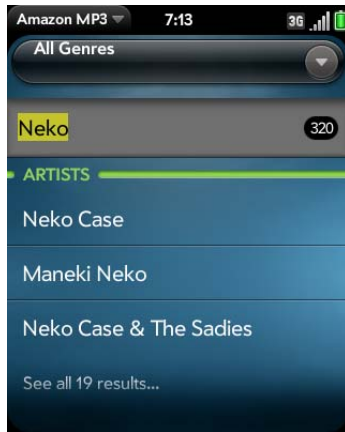 Amazon MP3 7:13 3G
All Genres
Neko 320
ARTISTS
Neko Case
Maneki Neko
Neko Case & The Sadies
See all 19 results...